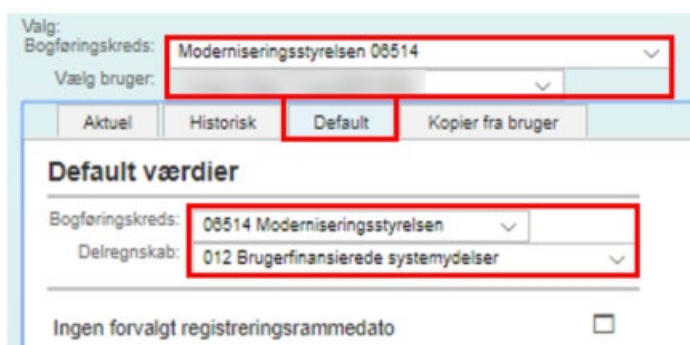 Valg:
Bogføringskreds: Moderniseringsstyrelsen 06514
Vælg bruger:
Aktuel Historisk Default Kopier fra bruger
Default værdier
Bogføringskreds: 06514 Moderniseringsstyrelsen
Delregnskab: 012 Brugerfinansierede systemydelser
Ingen forvalgt registreringsrammedato